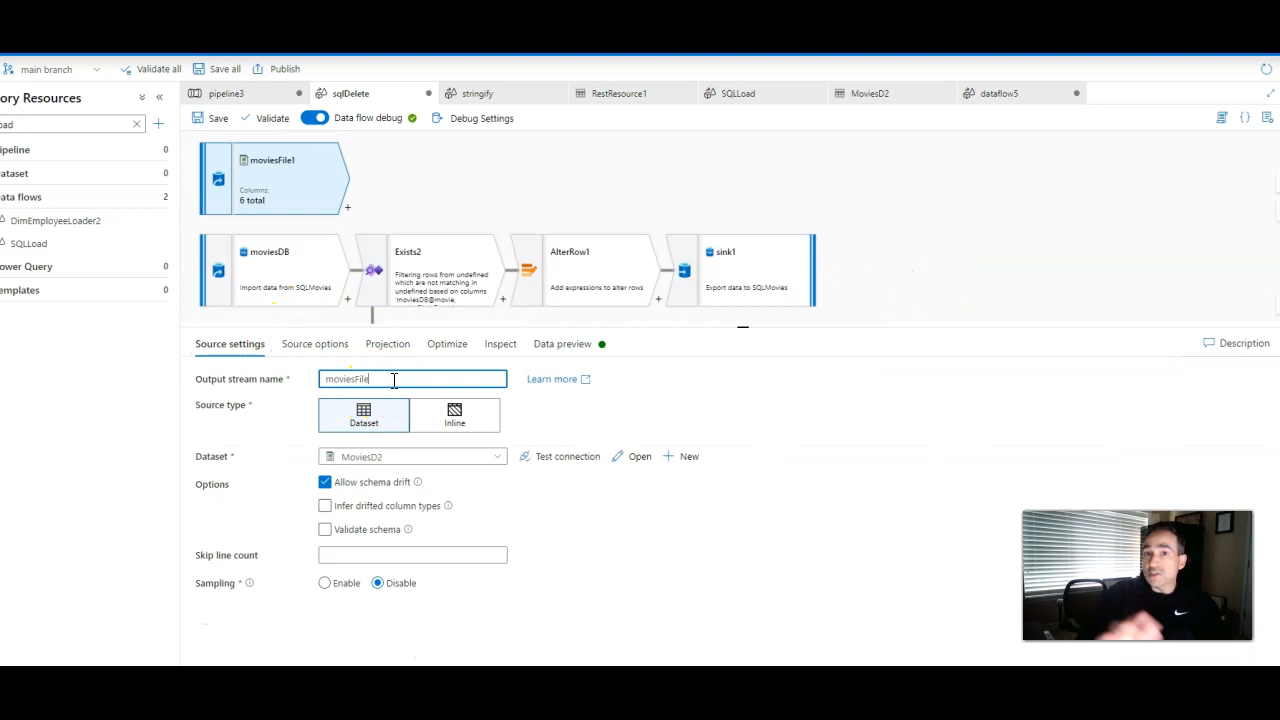 main branch
Validate all
Save all
Publish
ory Resources
oad
ipeline 0
ataset 0
ata flows 2
DimEmployeeLoader2
SQLLoad
ower Query 0
emplates 0
pipeline3
sqlDelete
stringify
RestResource1
SQLLoad
MoviesD2
dataflow5
Save
Validate
Data flow debug
Debug Settings
moviesFile1
Columns:
6 total
+
moviesDB
Import data from SQLMovies
+
Exists2
Filtering rows from undefined
which are not matching in
undefined based on columns
'moviesDB@movie,
+
AlterRow1
Add expressions to alter rows
+
sink1
Export data to SQLMovies
Source settings
Source options
Projection
Optimize
Inspect
Data preview
Description
Output stream name *
moviesFile
Learn more
Source type *
Dataset
Inline
Dataset *
MoviesD2
Test connection
Open
New
Options
Allow schema drift
Infer drifted column types
Validate schema
Skip line count
Sampling *
Enable
Disable